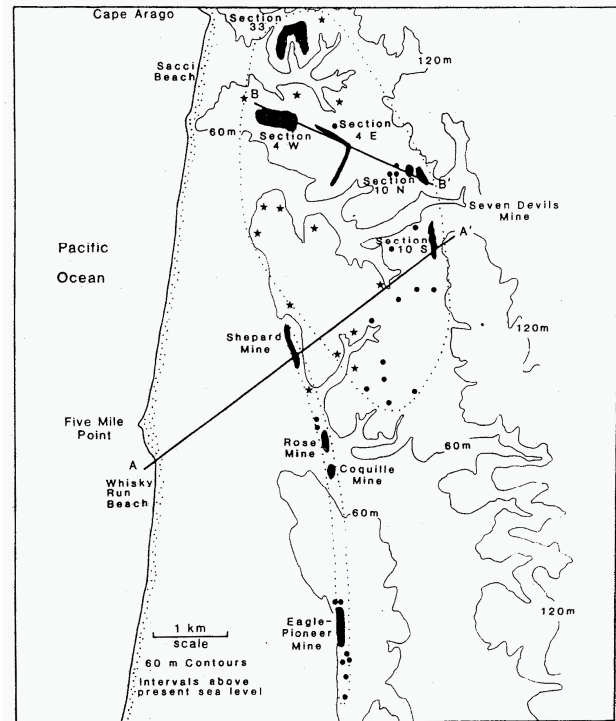 Cape Arago
Section
33
120m
Sacci
Beach
B
Section
4 E
60m
Section
4 W
B'
Section
10 N
Seven Devils
Mine
A'
Section
10 S
Pacific
Ocean
Shepard
Mine
120m
Five Mile
Point
Rose
Mine
60m
A
Whisky
Run
Beach
Coquille
Mine
60m
Eagle-
Pioneer
Mine
120m
1 km
scale
60 m Contours
Intervals above
present sea level